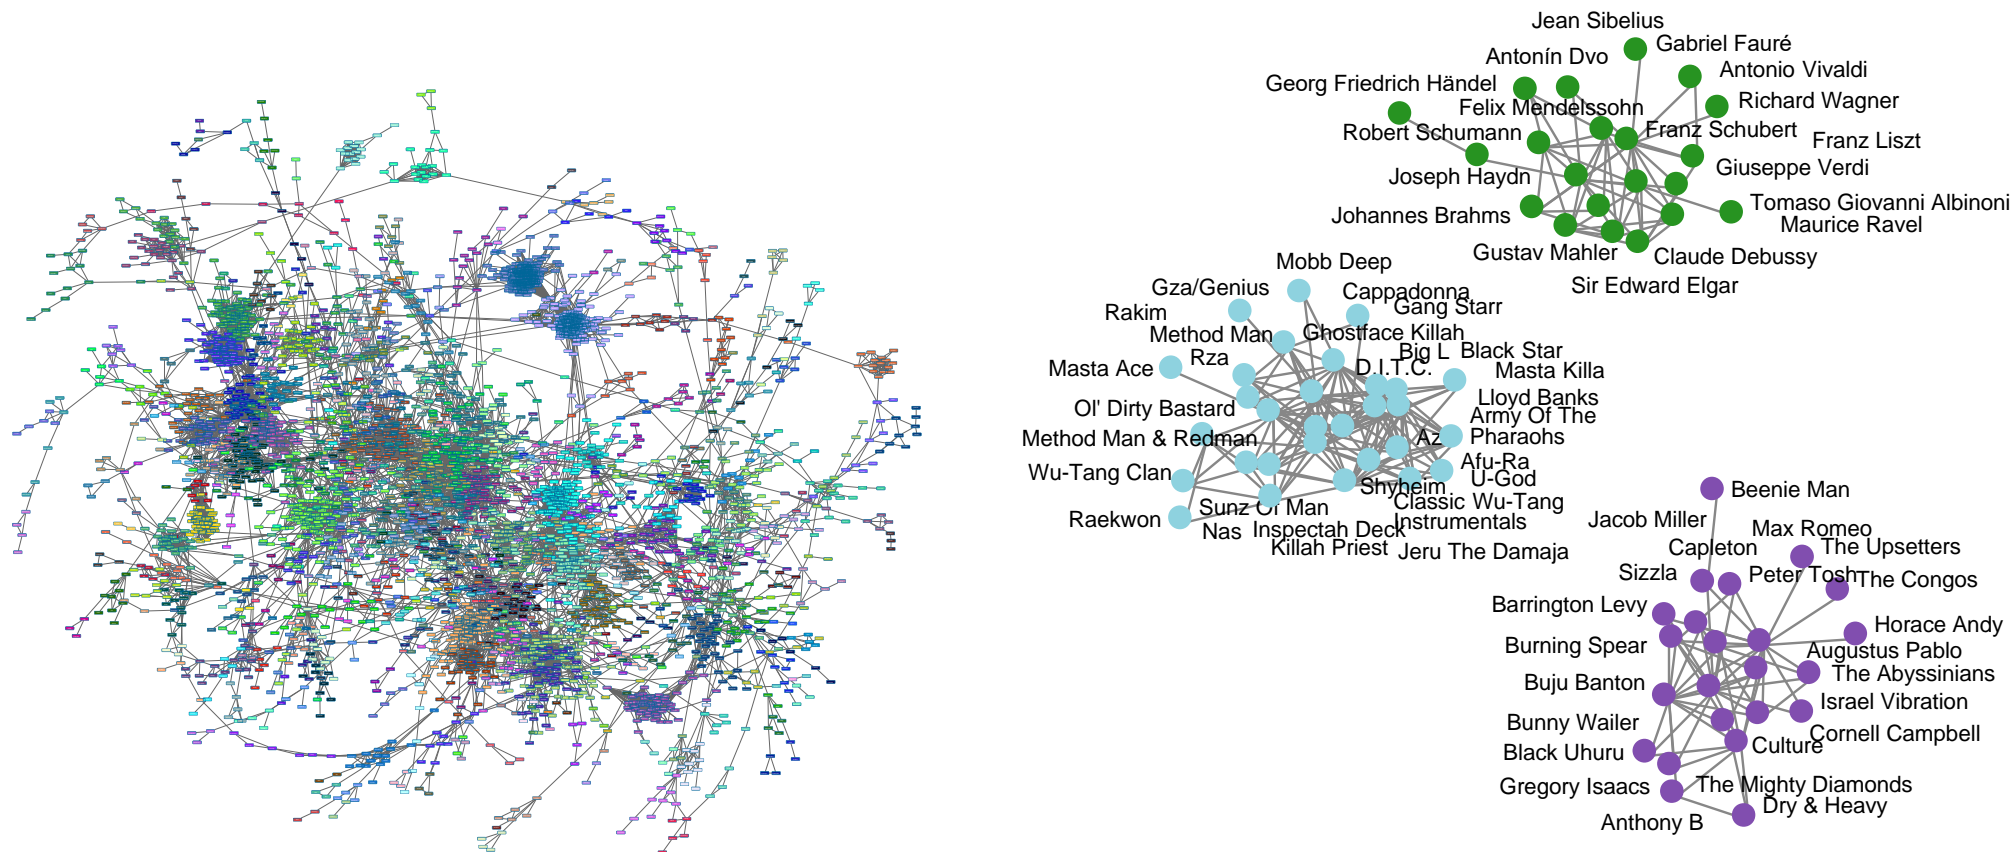 Jean Sibelius
Gabriel Fauré
Antonín Dvo
Antonio Vivaldi
Georg Friedrich Händel
Richard Wagner
Felix Mendelssohn
Robert Schumann
Franz Schubert
Franz Liszt
Giuseppe Verdi
Joseph Haydn
Tomaso Giovanni Albinoni
Johannes Brahms
Maurice Ravel
Gustav Mahler
Claude Debussy
Sir Edward Elgar
Mobb Deep
Gza/Genius
Cappadonna
Rakim
Gang Starr
Method Man
Ghostface Killah
Rza
Big L
Black Star
Masta Ace
D.I.T.C.
Masta Killa
Lloyd Banks
Ol' Dirty Bastard
Army Of The
Pharaohs
Method Man & Redman
Az
Afu-Ra
Wu-Tang Clan
U-God
Shyheim
Classic Wu-Tang
Instrumentals
Sunz Of Man
Raekwon
Nas
Inspectah Deck
Killah Priest
Jeru The Damaja
Beenie Man
Jacob Miller
Max Romeo
Capleton
The Upsetters
Sizzla
Peter Tosh
The Congos
Barrington Levy
Horace Andy
Burning Spear
Augustus Pablo
The Abyssinians
Buju Banton
Israel Vibration
Bunny Wailer
Cornell Campbell
Black Uhuru
Culture
Gregory Isaacs
The Mighty Diamonds
Dry & Heavy
Anthony B